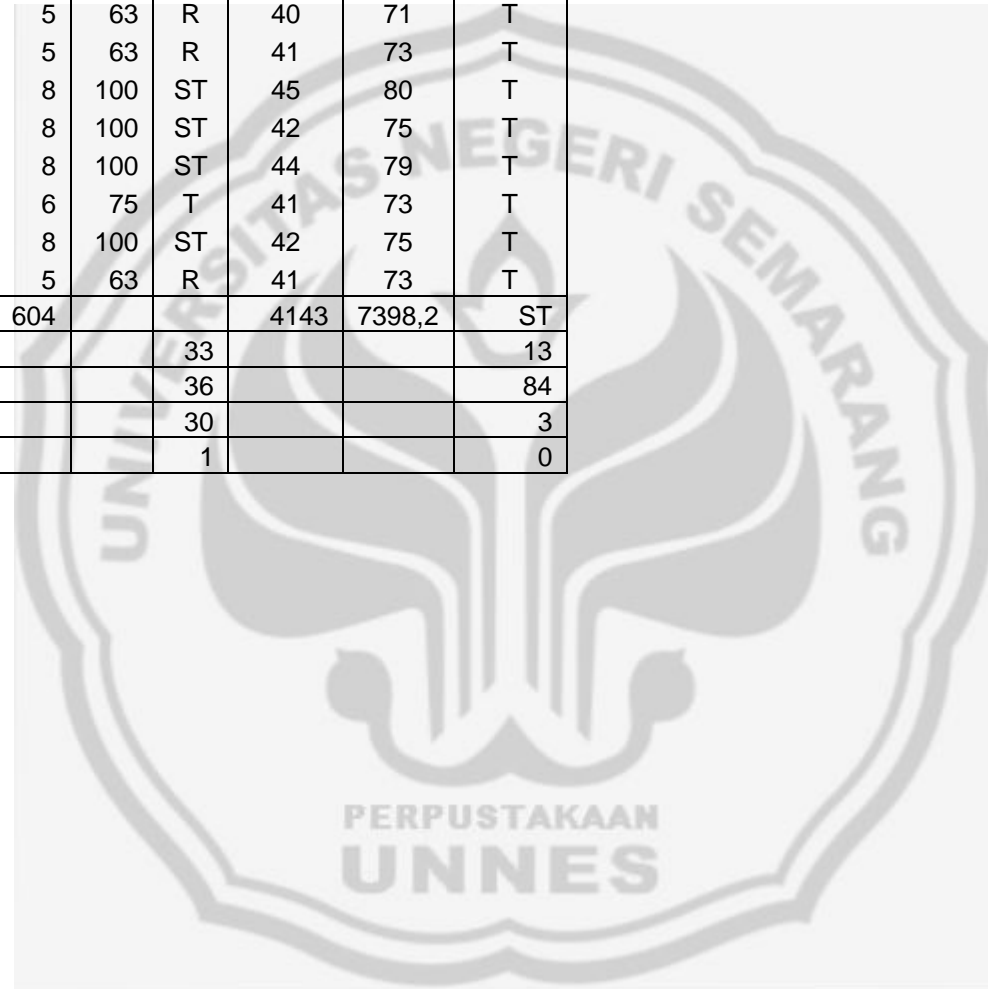 5 63 R 40 71 T
5 63 R 41 73 T
8 100 ST 45 80 T
8 100 ST 42 75 T
8 100 ST 44 79 T
6 75 T 41 73 T
8 100 ST 42 75 T
5 63 R 41 73 T
604 4143 7398,2 ST
33 13
36 84
30 3
1 0
UNIVERSITAS NEGERI SEMARANG
PERPUSTAKAAN
UNNES